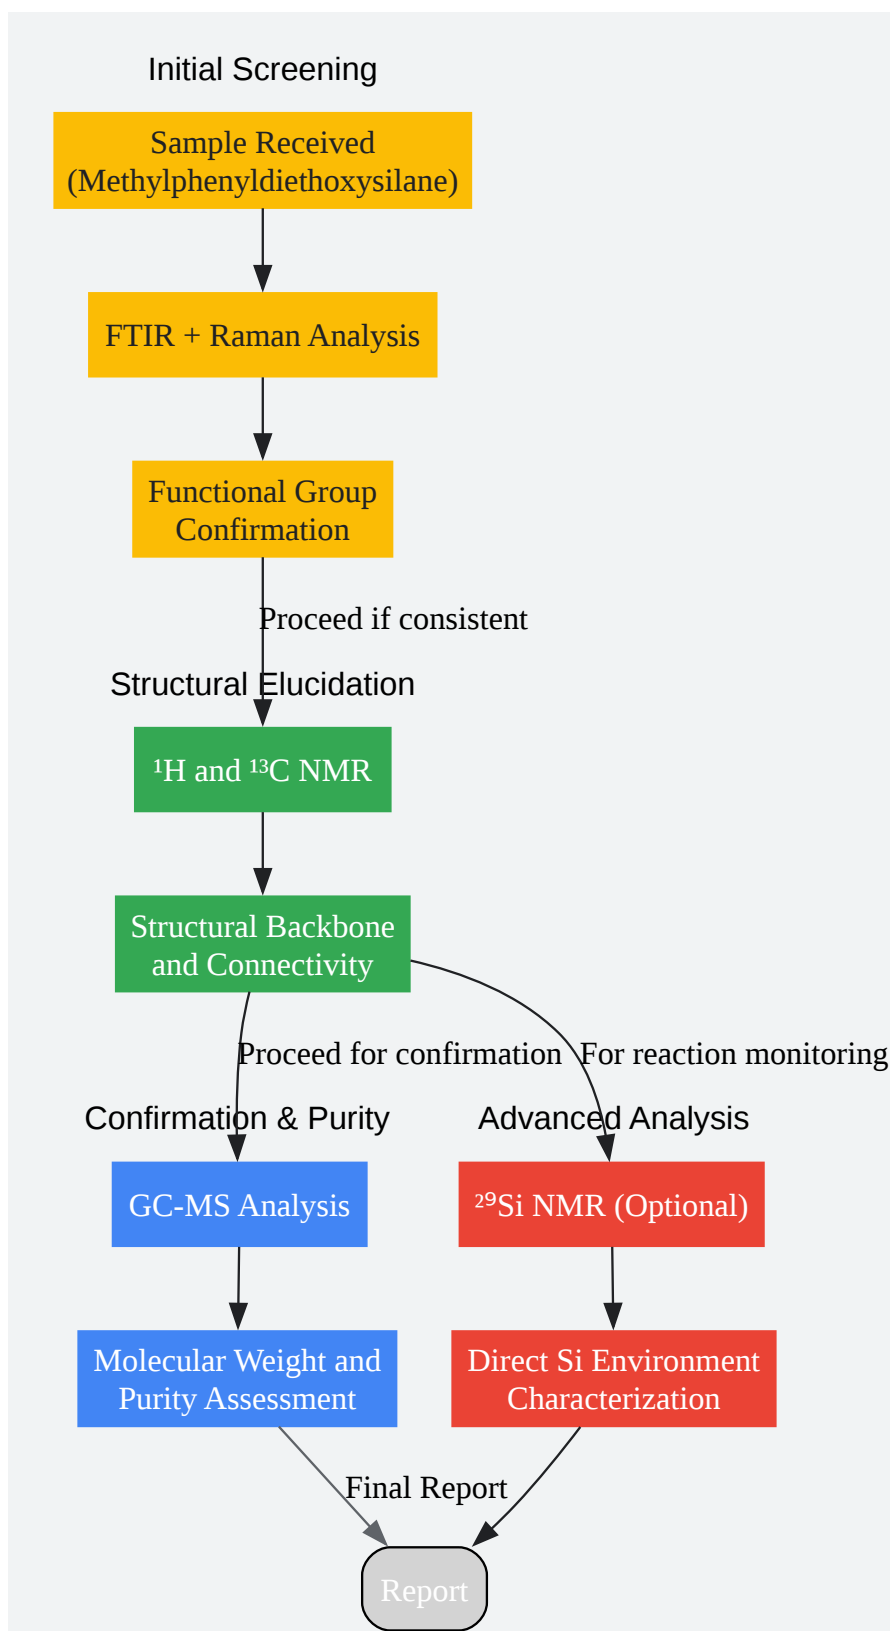 Initial Screening
Sample Received
(Methylphenyldiethoxysilane)
FTIR + Raman Analysis
Functional Group
Confirmation
Proceed if consistent
Structural Elucidation
¹H and ¹³C NMR
Structural Backbone
and Connectivity
Proceed for confirmation
For reaction monitoring
Confirmation & Purity
Advanced Analysis
GC-MS Analysis
²⁹Si NMR (Optional)
Molecular Weight and
Purity Assessment
Direct Si Environment
Characterization
Final Report
Report